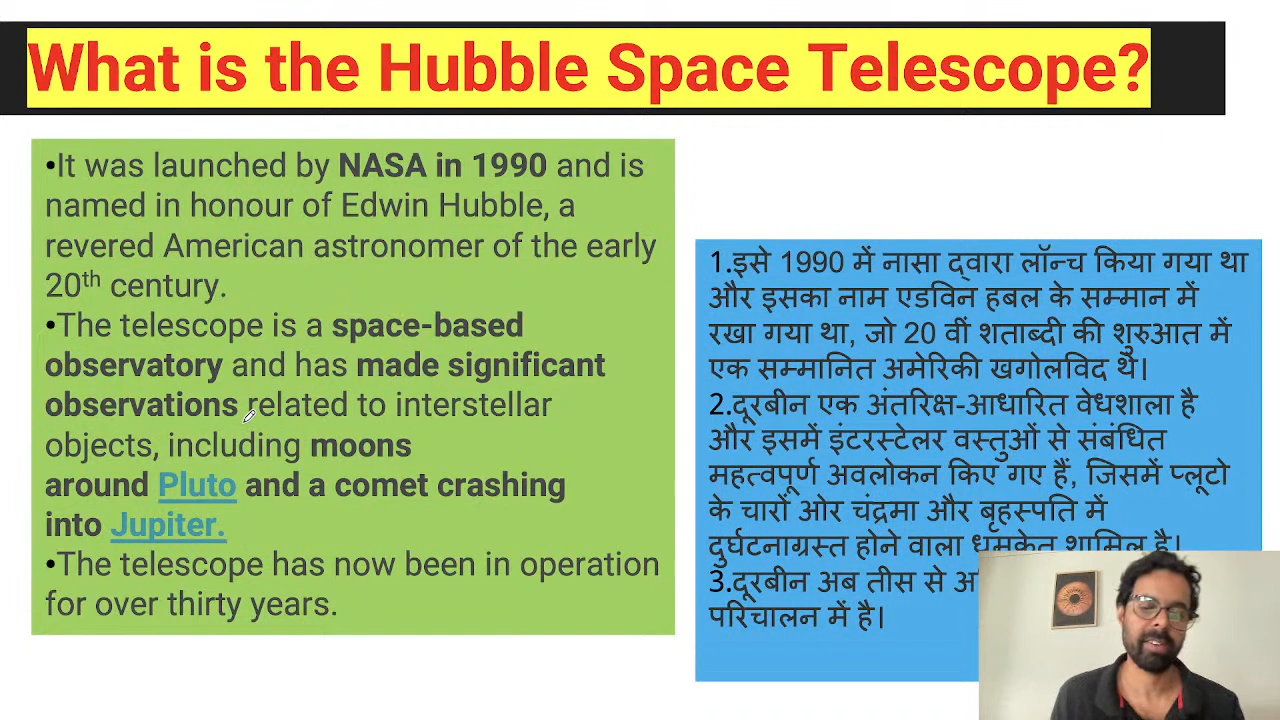 What is the Hubble Space Telescope?
•It was launched by NASA in 1990 and is
named in honour of Edwin Hubble, a
revered American astronomer of the early
20th century.
•The telescope is a space-based
observatory and has made significant
observations related to interstellar
objects, including moons
around Pluto and a comet crashing
into Jupiter.
•The telescope has now been in operation
for over thirty years.
1.इसे 1990 में नासा द्वारा लॉन्च किया गया था
और इसका नाम एडविन हबल के सम्मान में
रखा गया था, जो 20 वीं शताब्दी की शुरुआत में
एक सम्मानित अमेरिकी खगोलविद थे।
2.दूरबीन एक अंतरिक्ष-आधारित वेधशाला है
और इसमें इंटरस्टेलर वस्तुओं से संबंधित
महत्वपूर्ण अवलोकन किए गए हैं, जिसमें प्लूटो
के चारों ओर चंद्रमा और बृहस्पति में
दुर्घटनाग्रस्त होने वाला धूमकेतु शामिल है।
3.दूरबीन अब तीस से
परिचालन में है।